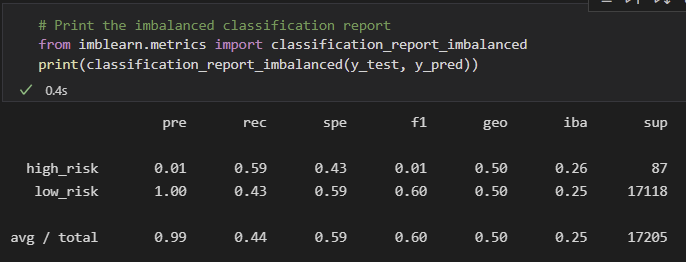 # Print the imbalanced classification report
from imblearn.metrics import classification_report_imbalanced
print(classification_report_imbalanced(y_test, y_pred))
0.4s
pre rec spe f1 geo iba sup
high_risk 0.01 0.59 0.43 0.01 0.50 0.26 87
low_risk 1.00 0.43 0.59 0.60 0.50 0.25 17118
avg / total 0.99 0.44 0.59 0.60 0.50 0.25 17205